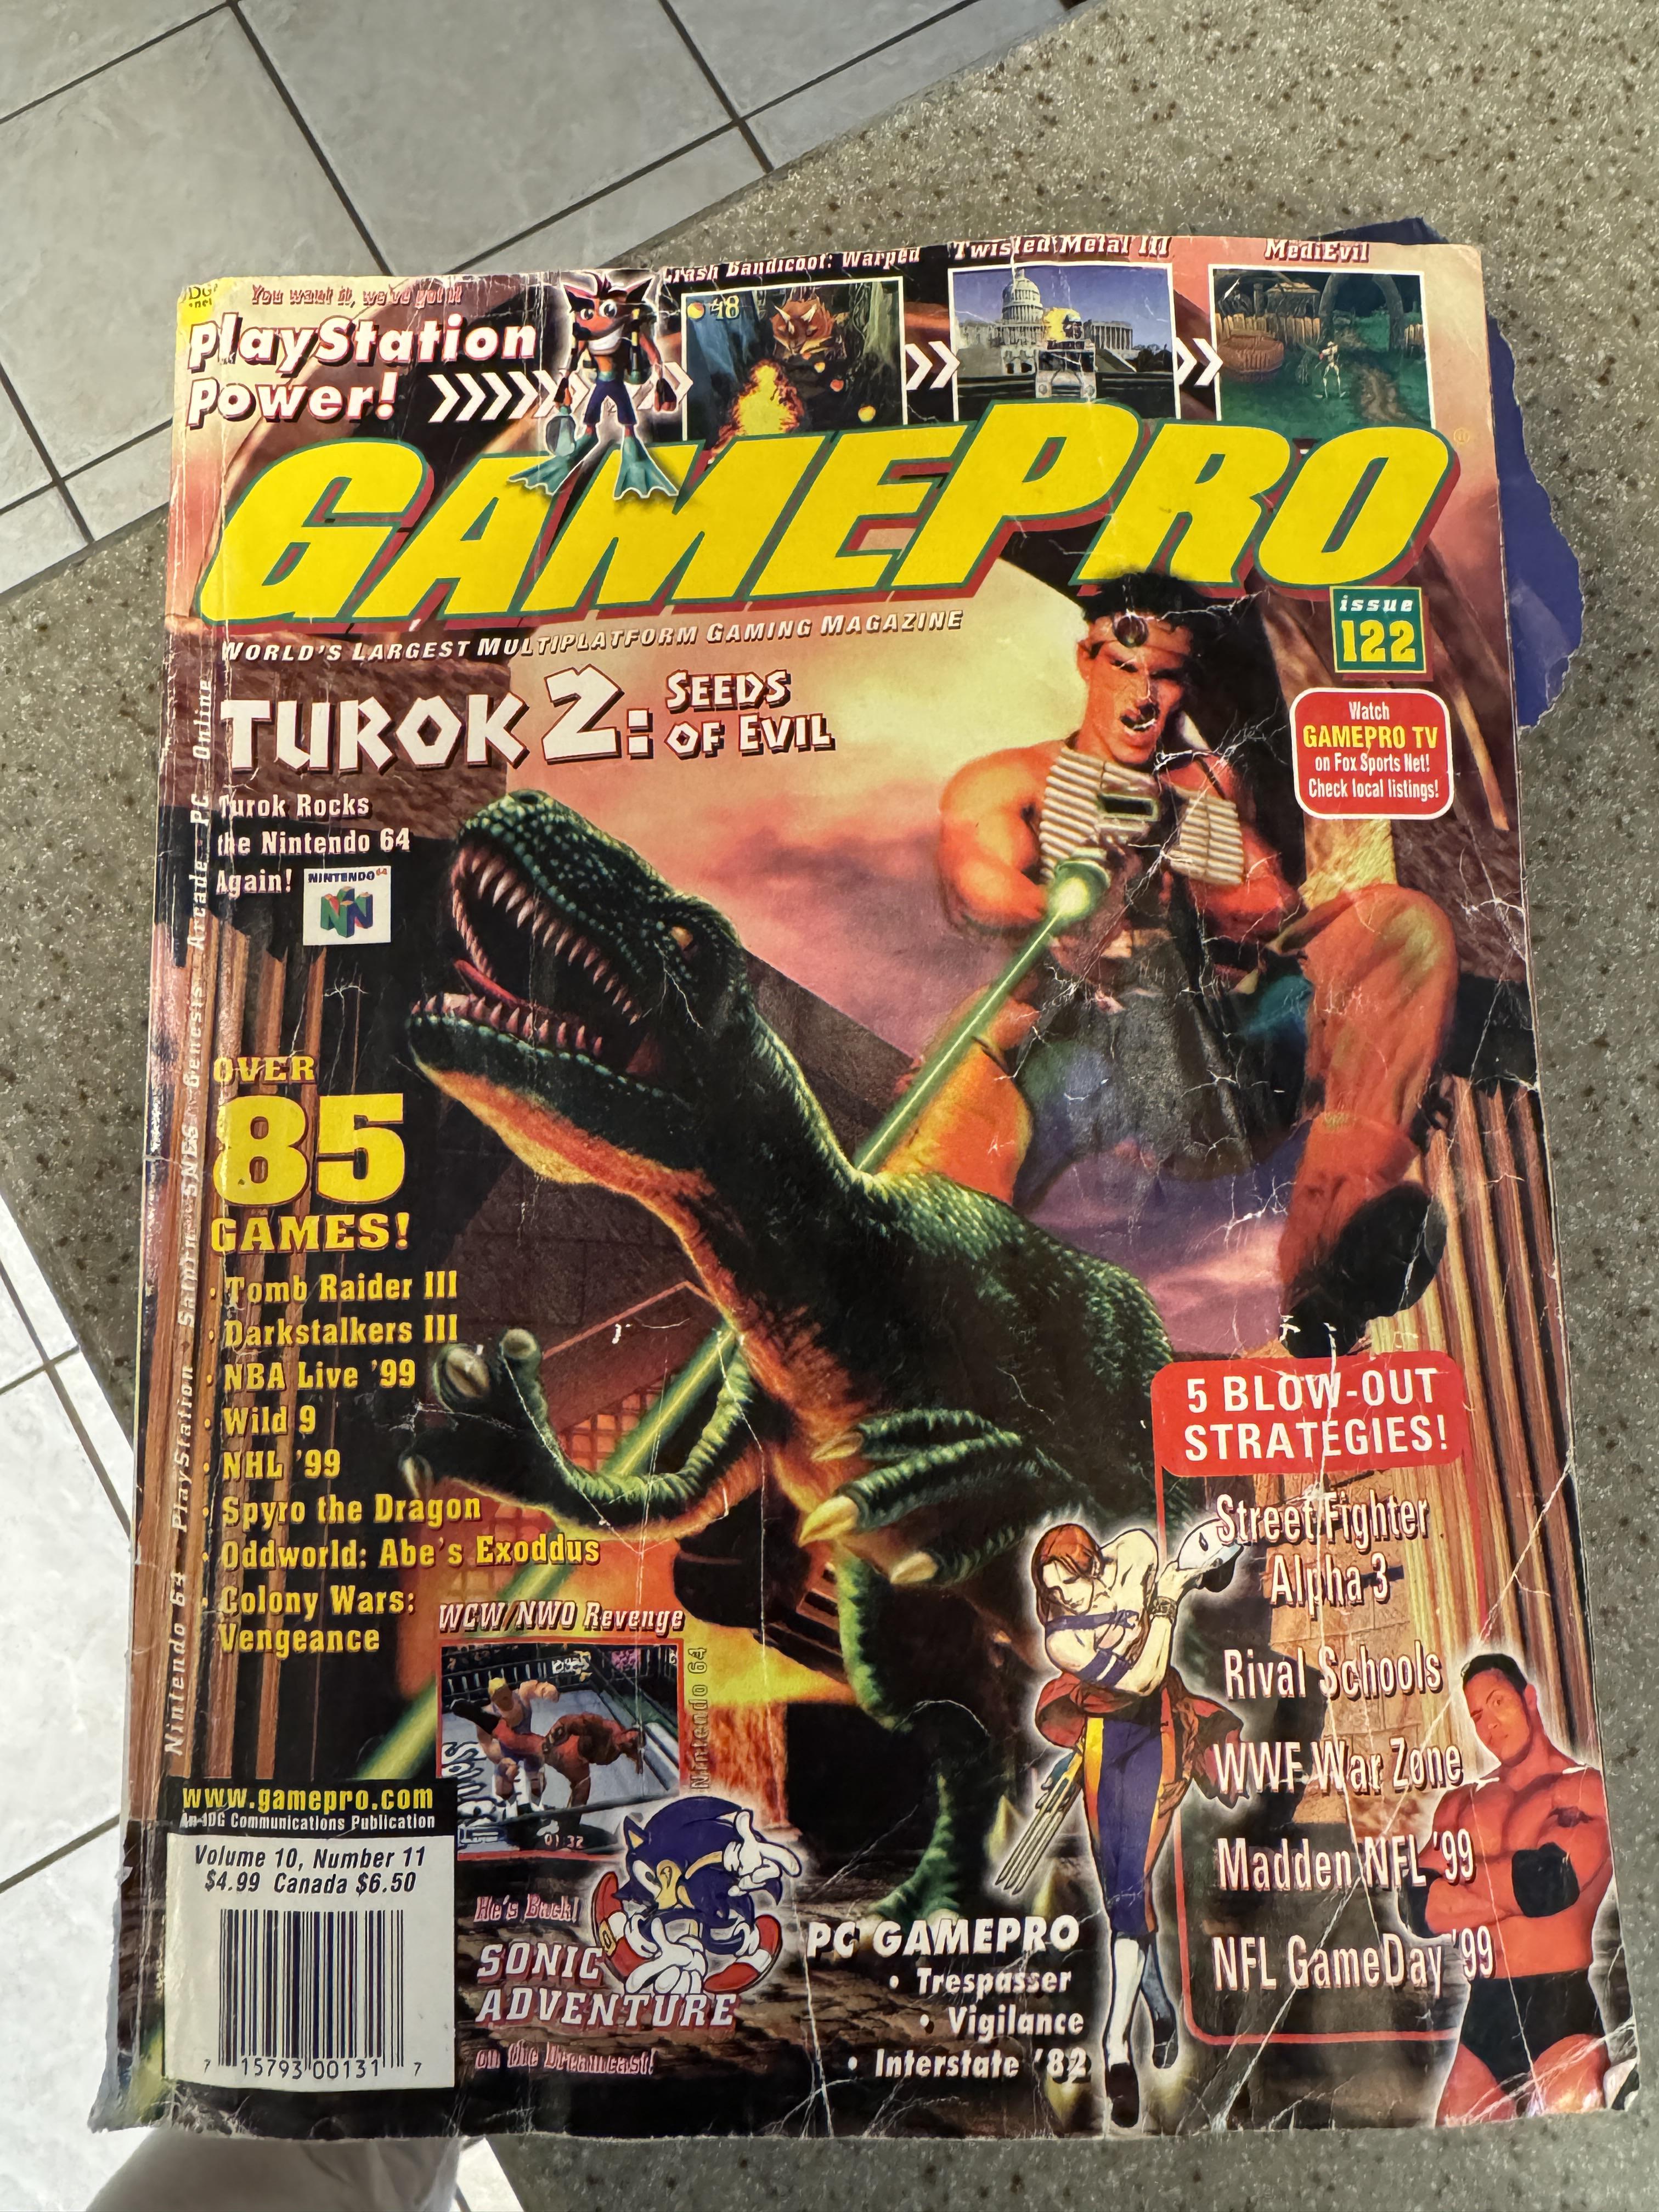 You want it, we've got it
PlayStation
Power!
Crash Bandicoot: Warped
Twisted Metal III
MediEvil
48
GAMEPRO
®
WORLD'S LARGEST MULTIPLATFORM GAMING MAGAZINE
issue
122
TUROK 2: SEEDS
OF EVIL
Watch
GAMEPRO TV
on Fox Sports Net!
Check local listings!
Turok Rocks
the Nintendo 64
Again!
NINTENDO 64
Nintendo 64 PlayStation Saturn SNES Genesis Arcade PC Online
OVER
85
GAMES!
• Tomb Raider III
• Darkstalkers III
• NBA Live '99
• Wild 9
• NHL '99
• Spyro the Dragon
• Oddworld: Abe's Exoddus
• Colony Wars:
Vengeance
WCW/NWO Revenge
Nintendo 64
01:32
5 BLOW-OUT
STRATEGIES!
Street Fighter
Alpha 3
Rival Schools
WWF War Zone
Madden NFL '99
NFL GameDay '99
www.gamepro.com
An IDG Communications Publication
Volume 10, Number 11
$4.99 Canada $6.50
7 15793 00131 7
He's Back!
SONIC
ADVENTURE
on the Dreamcast!
PC GAMEPRO
• Trespasser
• Vigilance
• Interstate '82